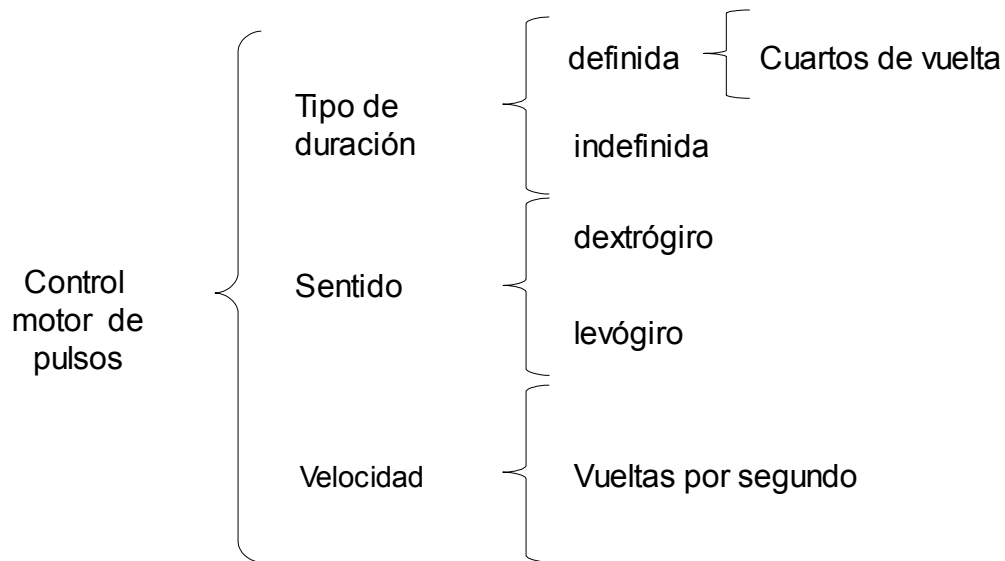 Control
motor de
pulsos
Tipo de
duración
definida
Cuartos de vuelta
indefinida
Sentido
dextrógiro
levógiro
Velocidad
Vueltas por segundo